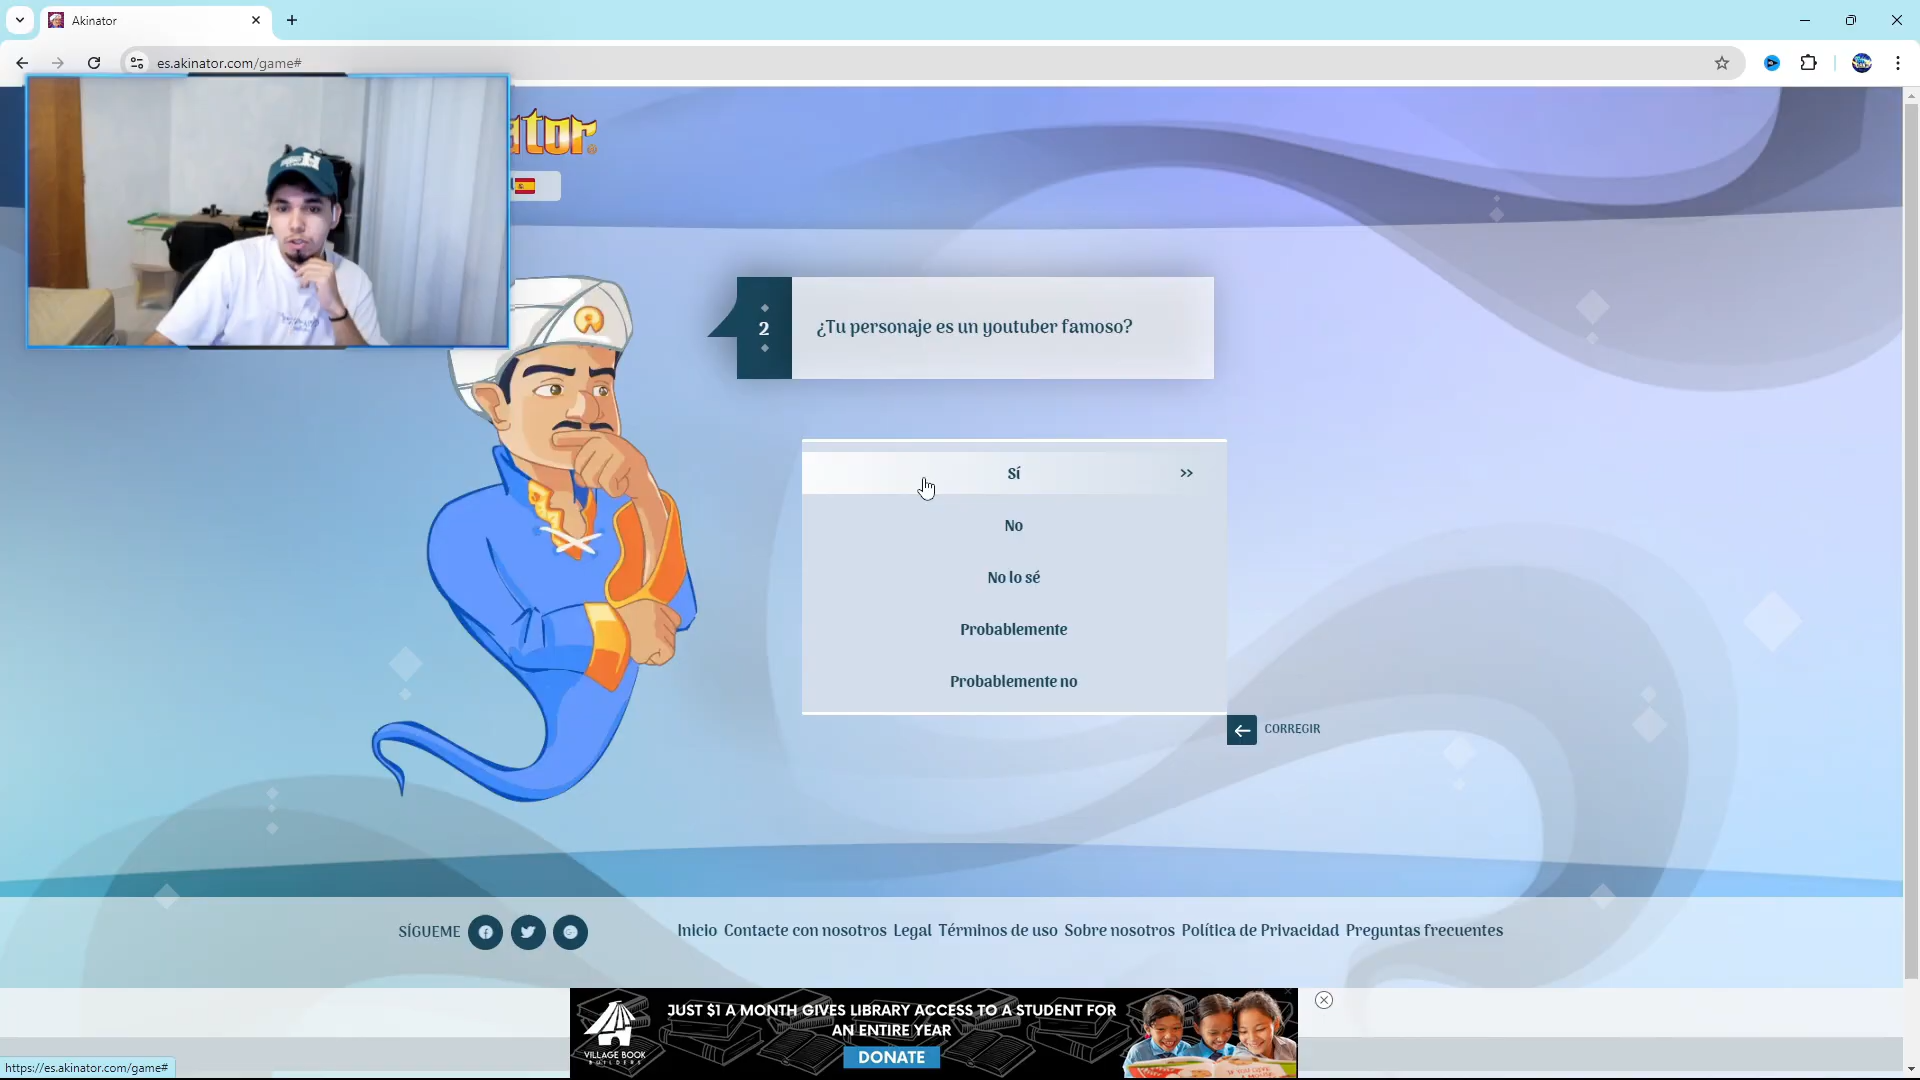 Akinator
es.akinator.com/game#
ator
2
¿Tu personaje es un youtuber famoso?
Sí >>
No
No lo sé
Probablemente
Probablemente no
CORREGIR
SÍGUEME
Inicio Contacte con nosotros Legal Términos de uso Sobre nosotros Política de Privacidad Preguntas frecuentes
JUST $1 A MONTH GIVES LIBRARY ACCESS TO A STUDENT FOR
AN ENTIRE YEAR
VILLAGE BOOK
BUILDERS
DONATE
https://es.akinator.com/game#